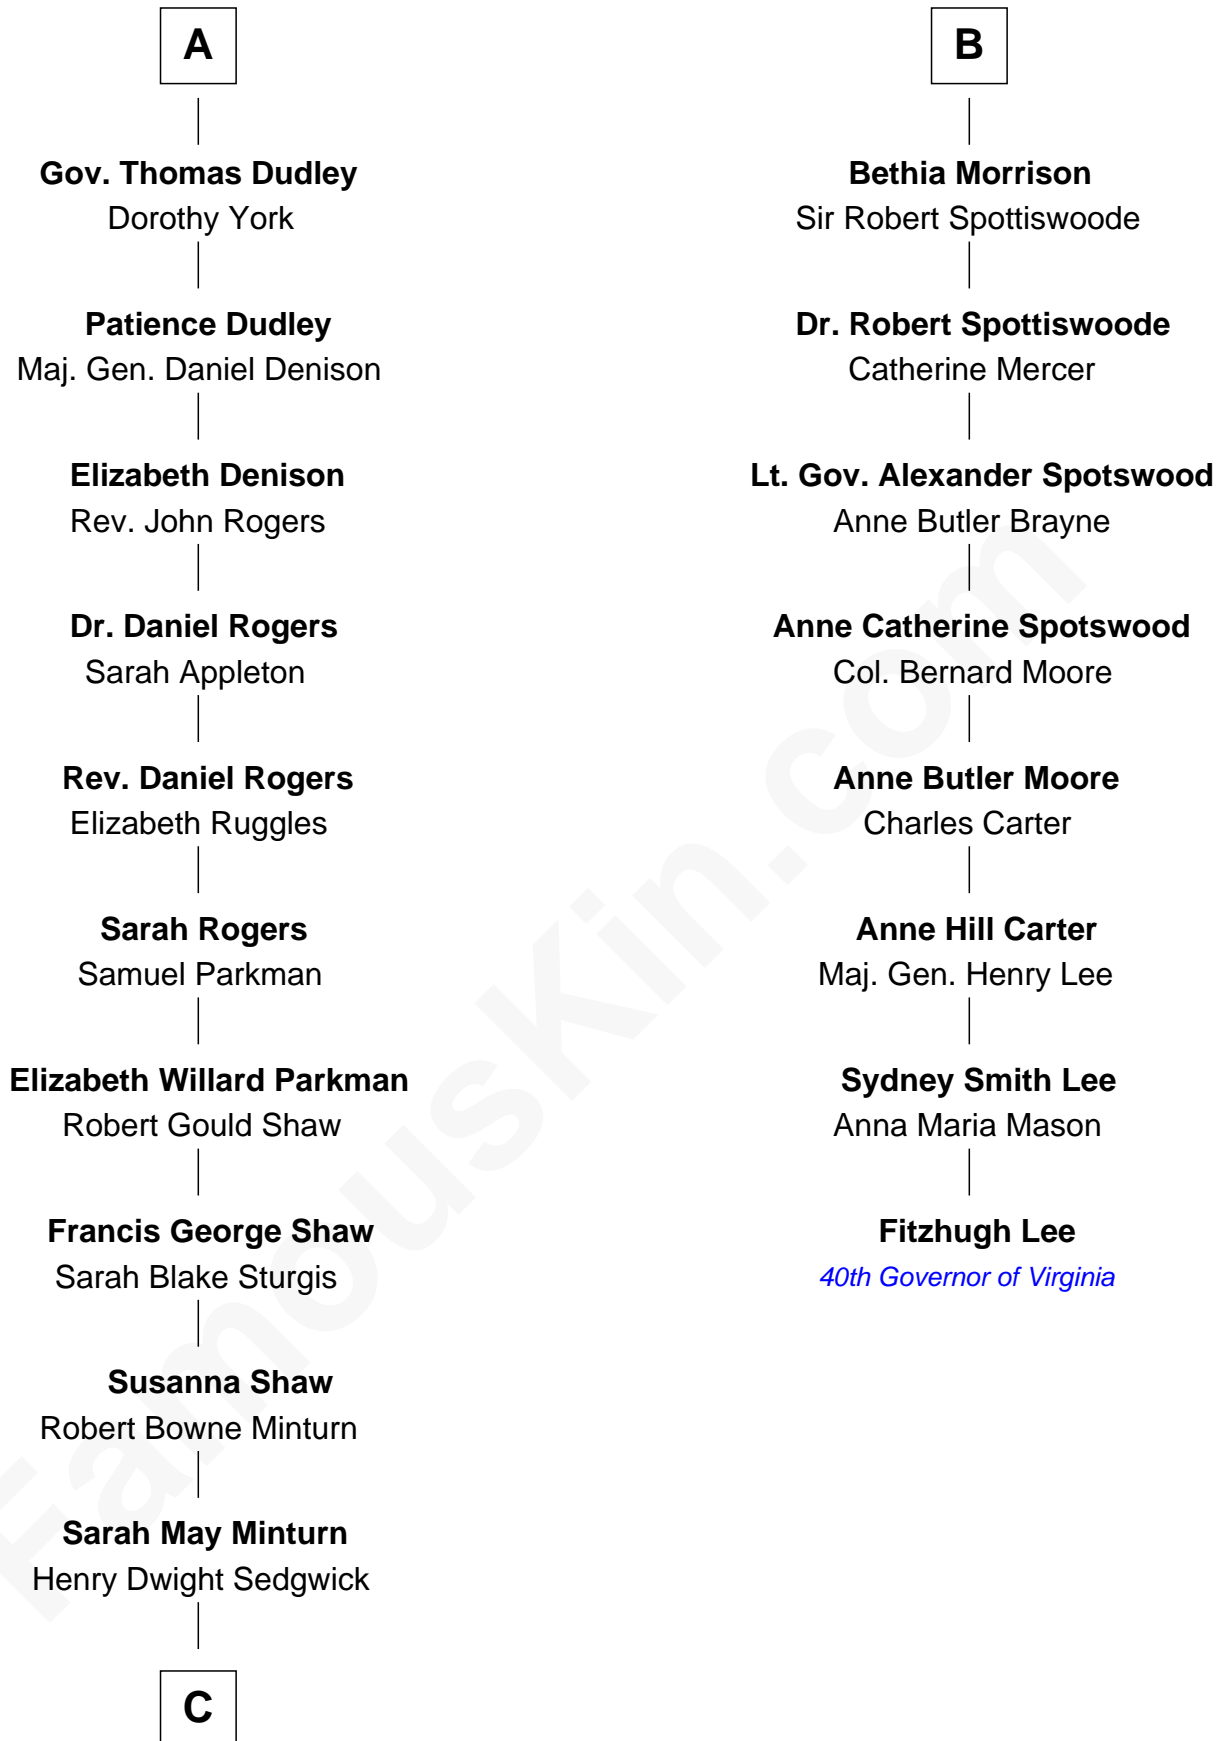 A
Gov. Thomas Dudley
Dorothy York
Patience Dudley
Maj. Gen. Daniel Denison
Elizabeth Denison
Rev. John Rogers
Dr. Daniel Rogers
Sarah Appleton
Rev. Daniel Rogers
Elizabeth Ruggles
Sarah Rogers
Samuel Parkman
Elizabeth Willard Parkman
Robert Gould Shaw
Francis George Shaw
Sarah Blake Sturgis
Susanna Shaw
Robert Bowne Minturn
Sarah May Minturn
Henry Dwight Sedgwick
C
B
Bethia Morrison
Sir Robert Spottiswoode
Dr. Robert Spottiswoode
Catherine Mercer
Lt. Gov. Alexander Spotswood
Anne Butler Brayne
Anne Catherine Spotswood
Col. Bernard Moore
Anne Butler Moore
Charles Carter
Anne Hill Carter
Maj. Gen. Henry Lee
Sydney Smith Lee
Anna Maria Mason
Fitzhugh Lee
40th Governor of Virginia
FamousKin.com